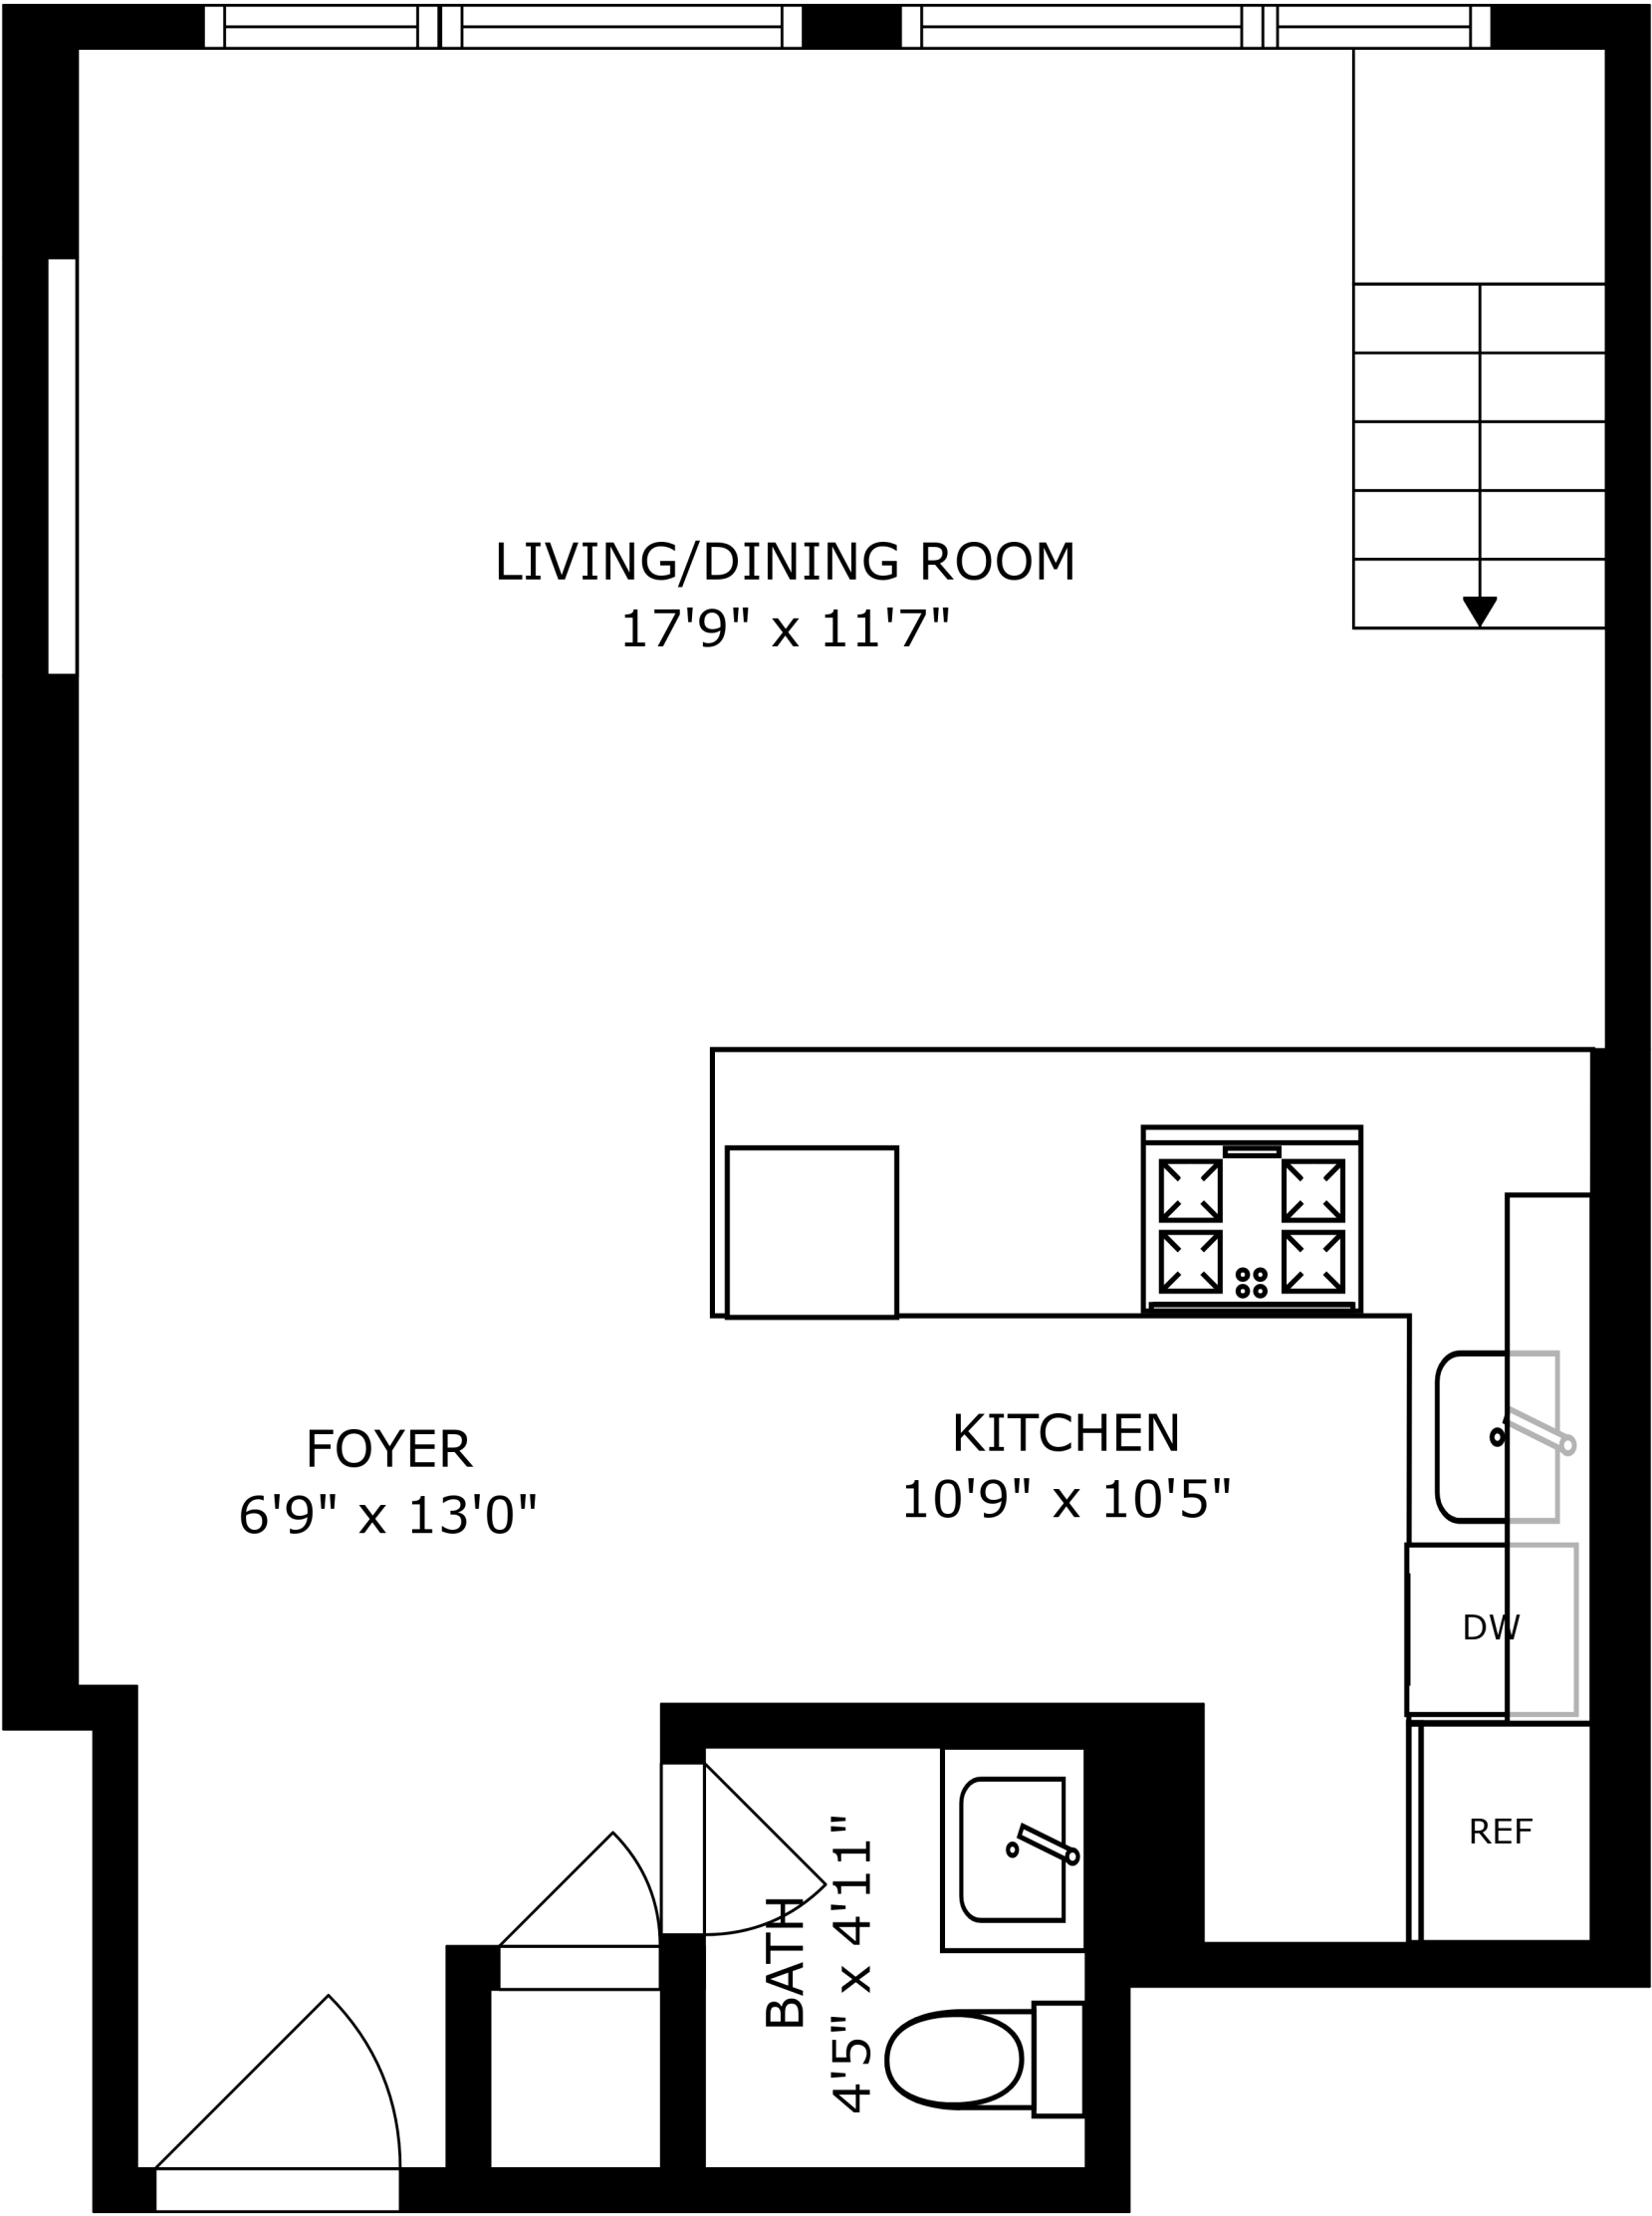 LIVING/DINING ROOM
17'9" x 11'7"
FOYER
6'9" x 13'0"
KITCHEN
10'9" x 10'5"
DW
REF
BATH
4'5" x 4'11"